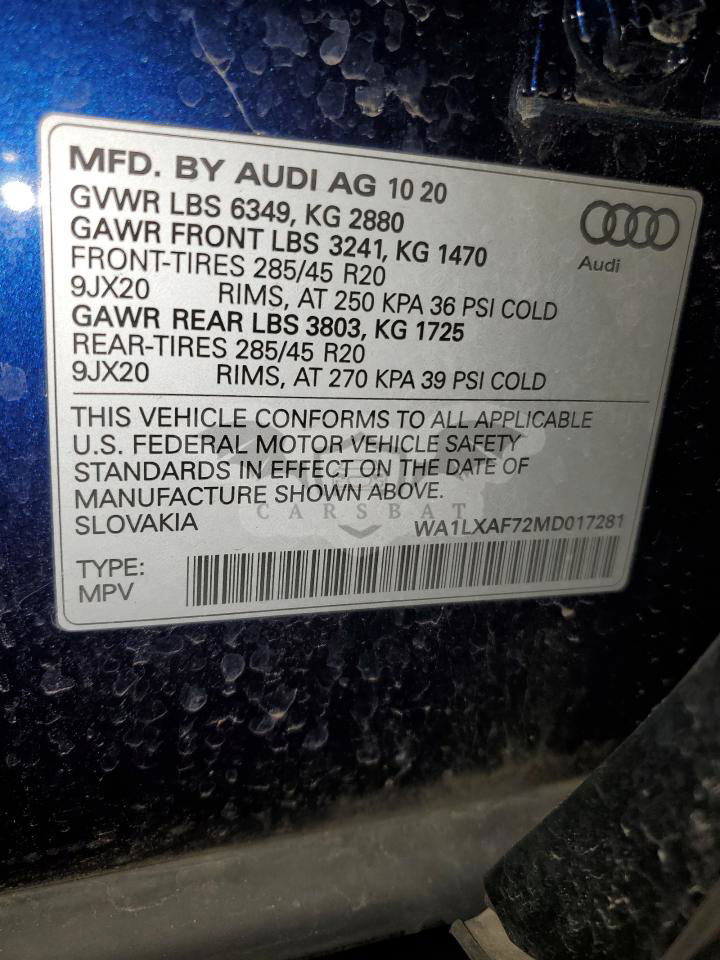 MFD. BY AUDI AG 10 20
GVWR LBS 6349, KG 2880
GAWR FRONT LBS 3241, KG 1470
FRONT-TIRES 285/45 R20
9JX20 RIMS, AT 250 KPA 36 PSI COLD
GAWR REAR LBS 3803, KG 1725
REAR-TIRES 285/45 R20
9JX20 RIMS, AT 270 KPA 39 PSI COLD
Audi
THIS VEHICLE CONFORMS TO ALL APPLICABLE
U.S. FEDERAL MOTOR VEHICLE SAFETY
STANDARDS IN EFFECT ON THE DATE OF
MANUFACTURE SHOWN ABOVE.
CARSBAT
SLOVAKIA WA1LXAF72MD017281
TYPE:
MPV